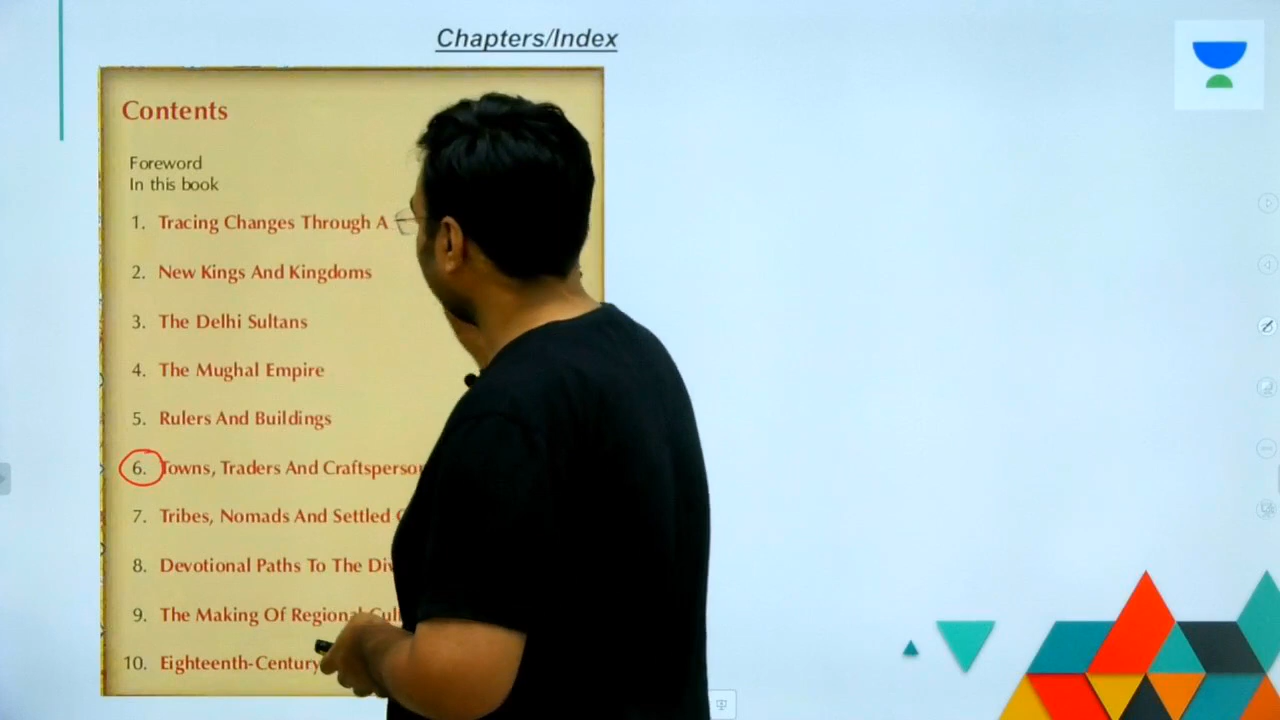 Chapters/Index
Contents
Foreword
In this book
1. Tracing Changes Through A
2. New Kings And Kingdoms
3. The Delhi Sultans
4. The Mughal Empire
5. Rulers And Buildings
6. Towns, Traders And
7. Tribes, Nomads And Settled
8. Devotional Paths To The
9. The Making Of Regional
10. Eighteenth-Century